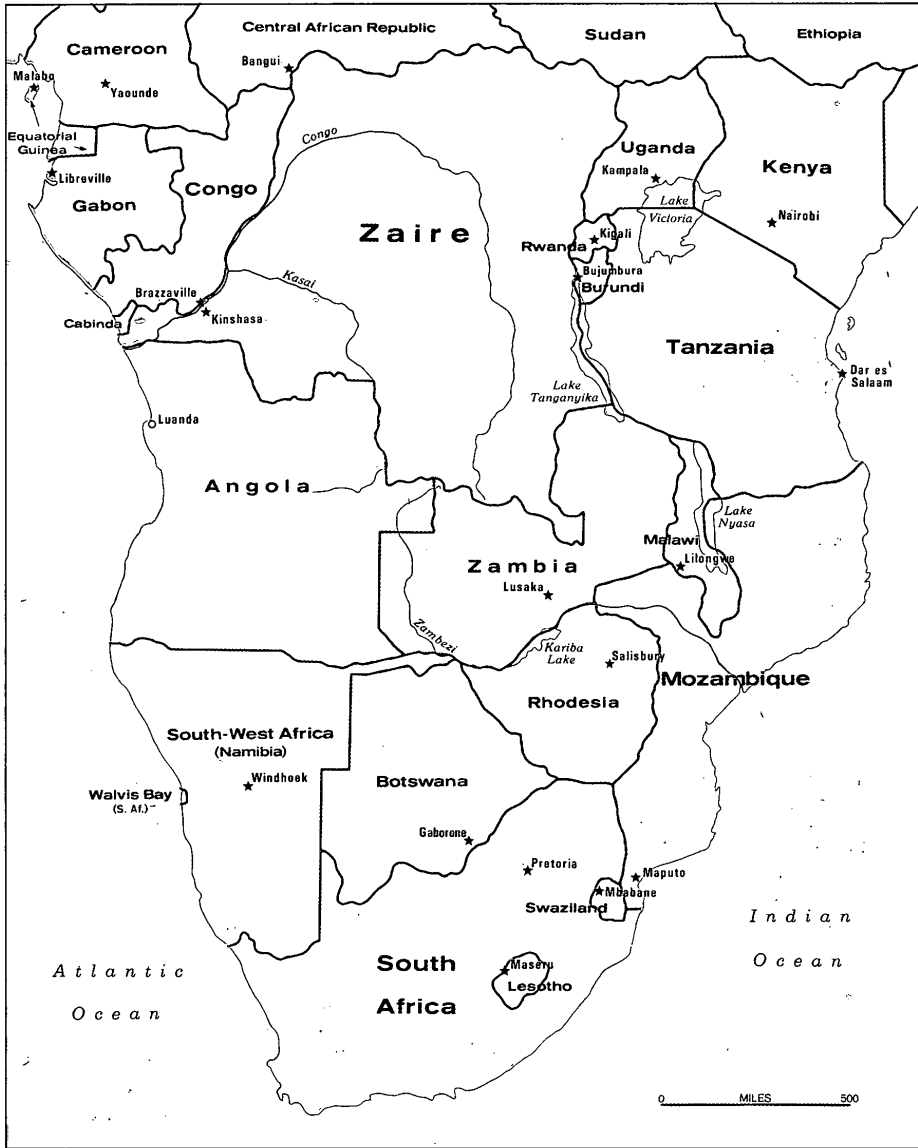 Central African Republic
Sudan
Ethiopia
Cameroon
Bangui
Malabo
Yaounde
Equatorial
Guinea
Congo
Uganda
Kampala
Kenya
Libreville
Gabon
Congo
Zaire
Lake
Victoria
Nairobi
Rwanda
Kigali
Bujumbura
Burundi
Kasai
Brazzaville
Kinshasa
Cabinda
Tanzania
Dar es
Salaam
Lake
Tanganyika
Luanda
Angola
Lake
Nyasa
Malawi
Lilongwe
Zambia
Lusaka
Zambezi
Kariba
Lake
Salisbury
Mozambique
Rhodesia
South-West Africa
(Namibia)
Windhoek
Botswana
Walvis Bay
(S. Af.)
Gaborone
Pretoria
Maputo
Mbabane
Swaziland
Indian
Ocean
South
Africa
Maseru
Lesotho
Atlantic
Ocean
0 MILES 500